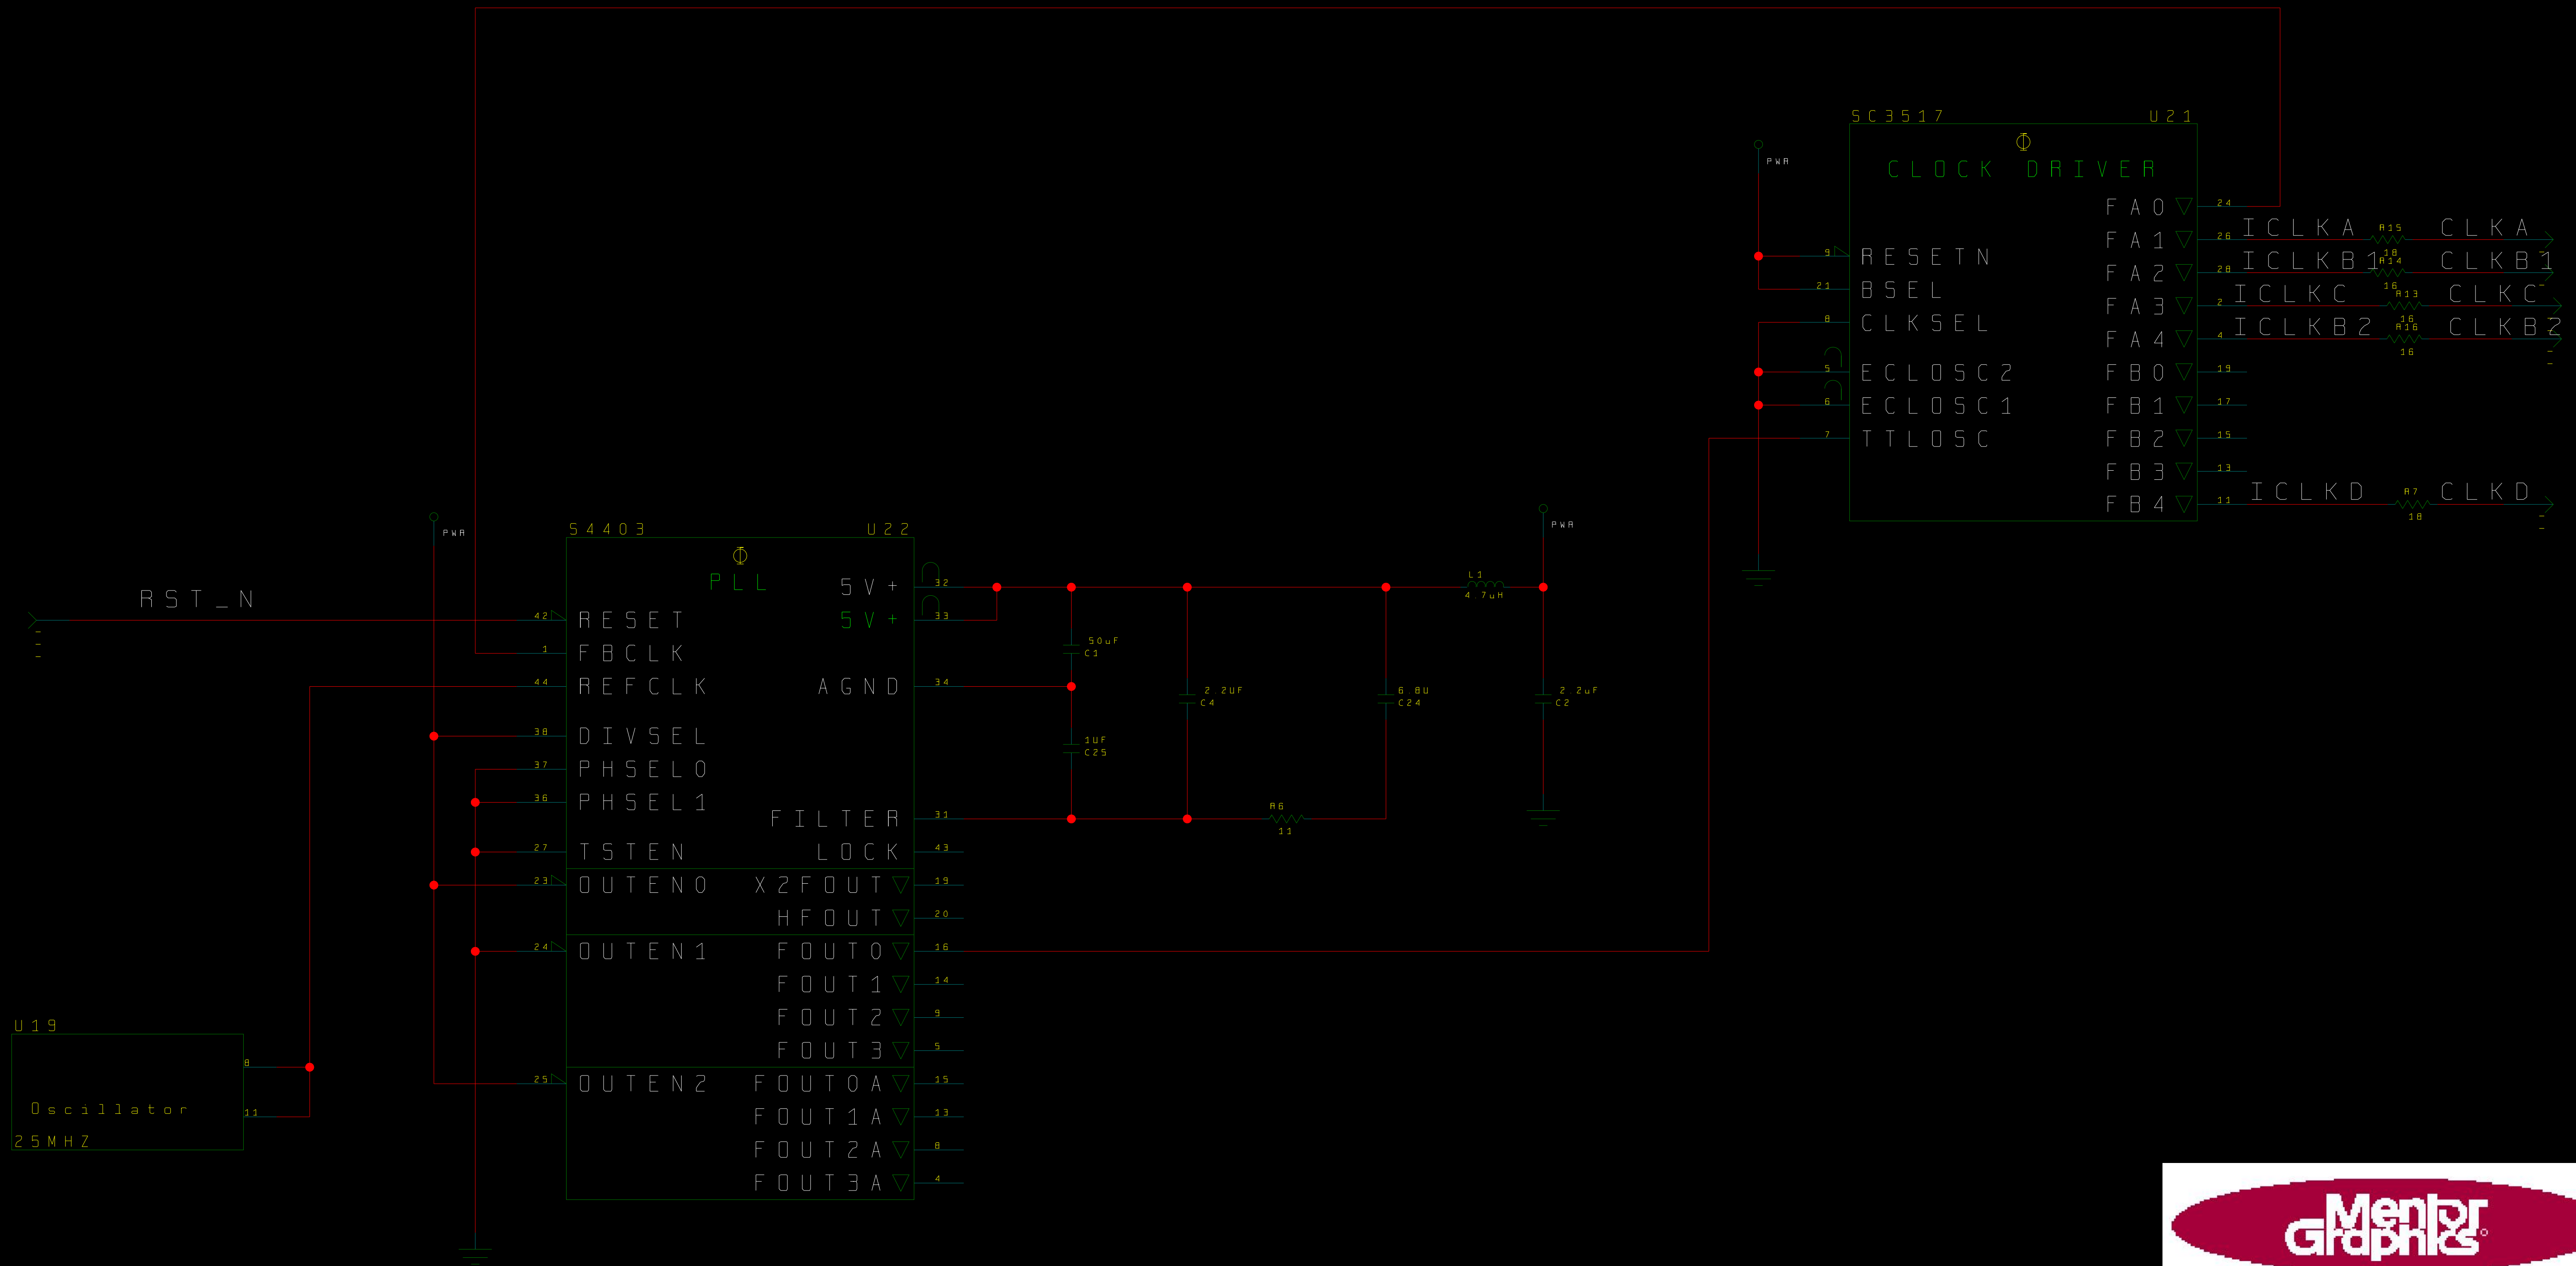 SC3517 U21
Φ
PWR
CLOCK DRIVER
FA0 24
ICLKA R15 CLKA
FA1 26
18
ICLKB1 R14 CLKB1
9 RESETN
FA2 28
16
21 BSEL
ICLKC R13 CLKC
FA3 2
16
8 CLKSEL
ICLKB2 R16 CLKB2
FA4 4
16
5 ECLOSC2 FB0 19
6 ECLOSC1 FB1 17
7 TTLOSC FB2 15
FB3 13
ICLKD R7 CLKD
FB4 11
18
PWR
S4403 U22
Φ
PLL
5V+ 32
PWR
L1
4.7uH
RST_N
42 RESET 5V+ 33
1 FBCLK
50uF
C1
44 REFCLK AGND 34
2.2UF
C4
6.8U
C24
2.2uF
C2
38 DIVSEL
1UF
C25
37 PHSEL0
36 PHSEL1
FILTER 31
R6
11
27 TSTEN LOCK 43
23 OUTEN0 X2FOUT 19
HFOUT 20
24 OUTEN1 FOUT0 16
FOUT1 14
FOUT2 9
FOUT3 5
25 OUTEN2 FOUT0A 15
FOUT1A 13
FOUT2A 8
FOUT3A 4
U19
8
Oscillator 11
25MHZ
Mentor
Graphics